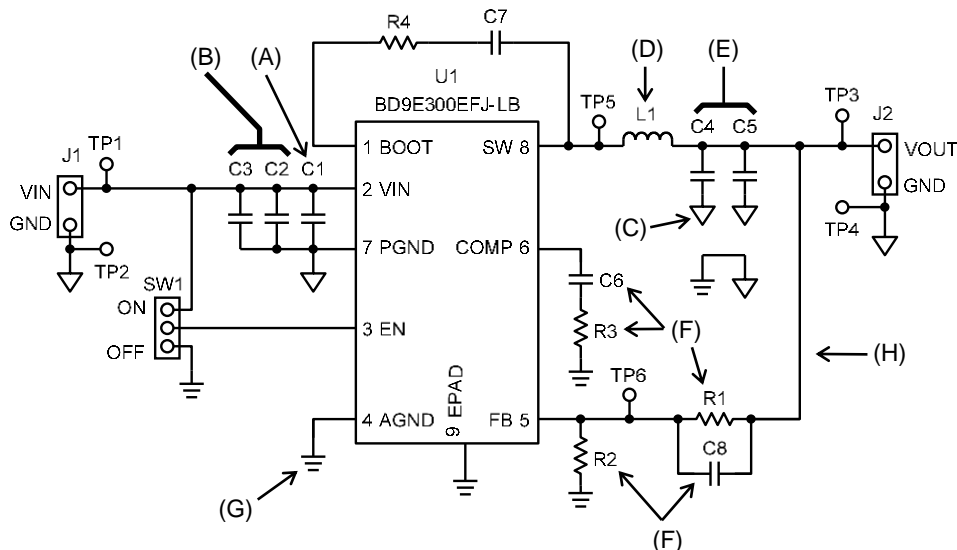 C7
R4
(B)
(A)
(D)
(E)
U1
BD9E300EFJ-LB
TP5
L1
C4
C5
TP3
J2
J1
TP1
C3
C2
C1
1 BOOT
SW 8
VOUT
VIN
2 VIN
GND
GND
(C)
TP4
TP2
7 PGND
COMP 6
SW1
C6
ON
R3
(F)
3 EN
OFF
(H)
TP6
R1
9 EPAD
4 AGND
FB 5
C8
R2
(G)
(F)